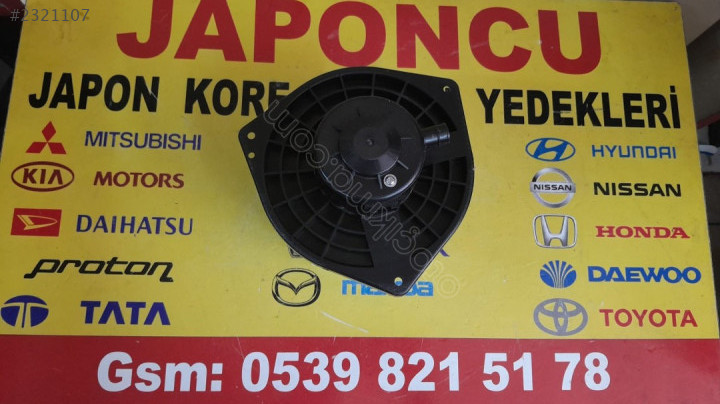 #2321107
JAPONCU
JAPON KORE YEDEKLERİ
MITSUBISHI
HYUNDAI
KIA MOTORS
NISSAN NISSAN
DAIHATSU
HONDA
proton
DAEWOO
mazda
TATA
TOYOTA
Gsm: 0539 821 51 78